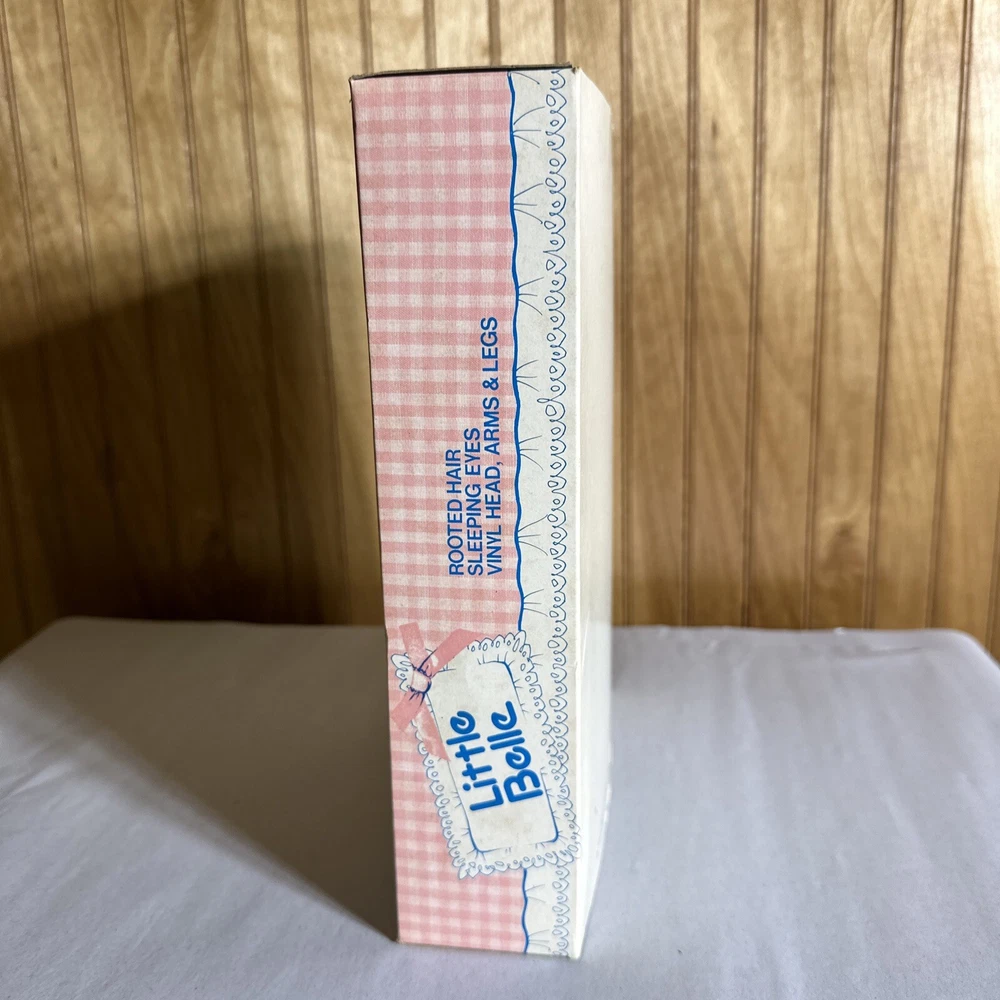 ROOTED HAIR
SLEEPING EYES
VINYL HEAD, ARMS & LEGS
Little
Belle